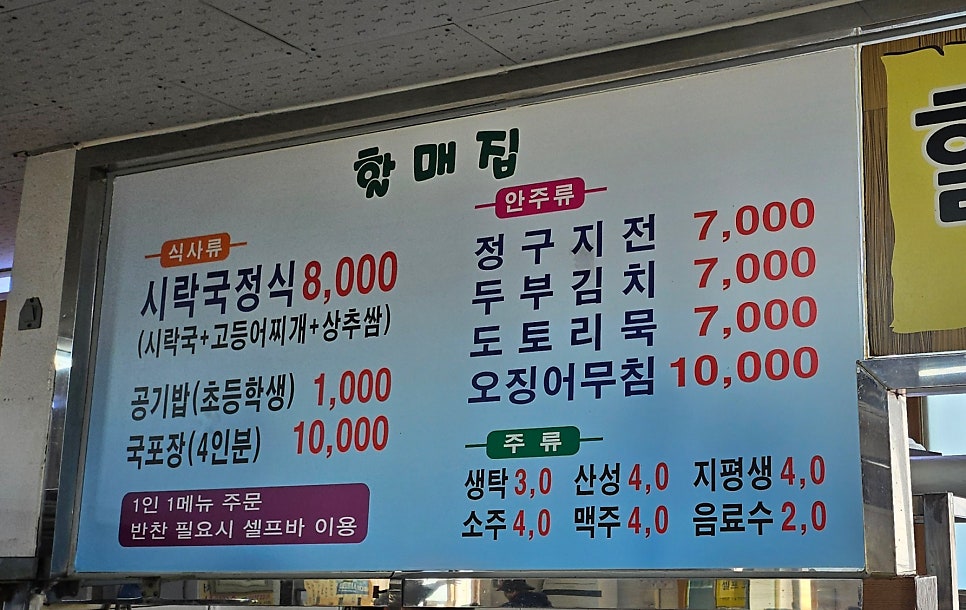 할매집
식사류
시락국정식 8,000
(시락국+고등어찌개+상추쌈)
공기밥(초등학생) 1,000
국포장(4인분) 10,000
1인 1메뉴 주문
반찬 필요시 셀프바 이용
안주류
정구지전 7,000
두부김치 7,000
도토리묵 7,000
오징어무침 10,000
주류
생탁 3,0 산성 4,0 지평생 4,0
소주 4,0 맥주 4,0 음료수 2,0